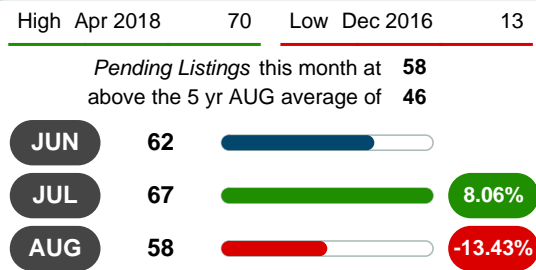 High Apr 2018 70 Low Dec 2016 13
Pending Listings this month at 58
above the 5 yr AUG average of 46
JUN 62
JUL 67 8.06%
AUG 58 -13.43%